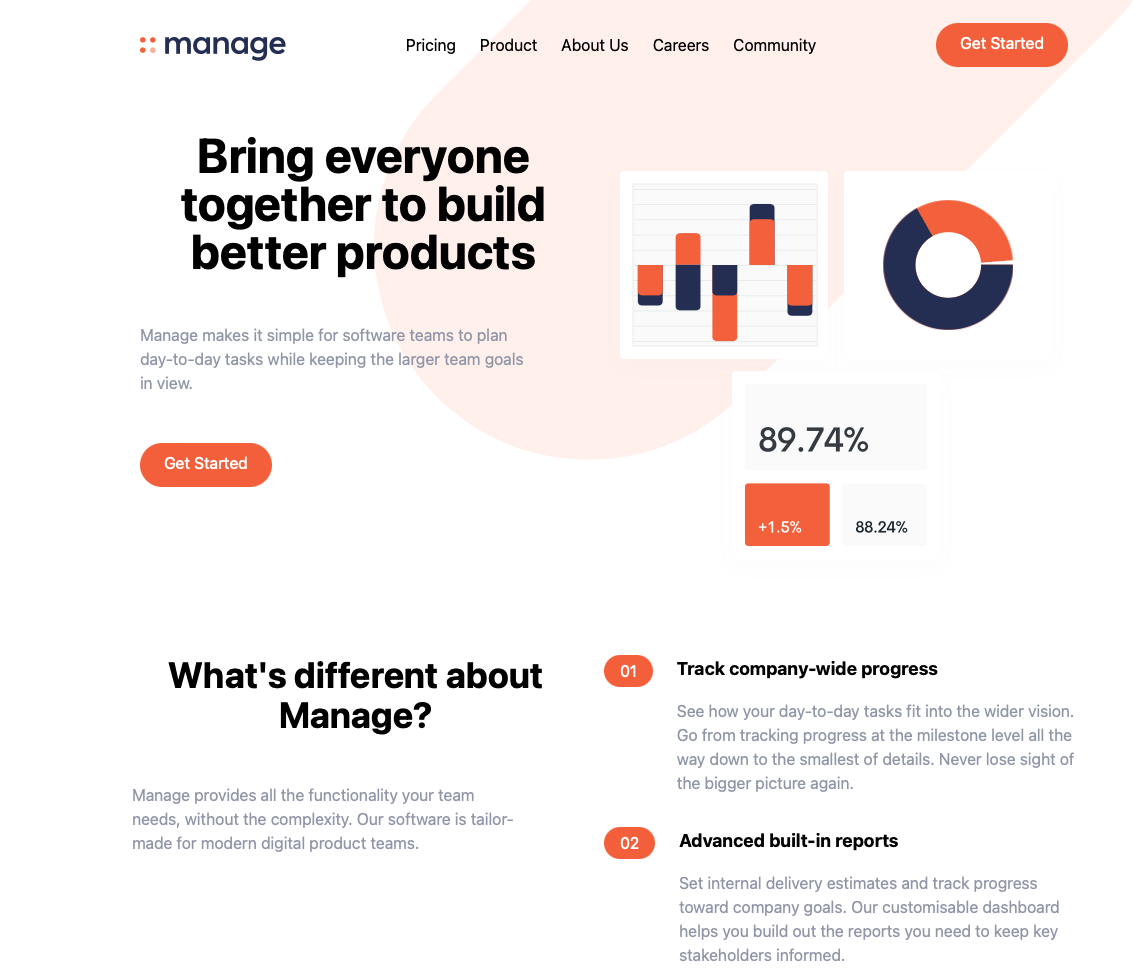 manage
Pricing Product About Us Careers Community
Get Started
Bring everyone
together to build
better products
Manage makes it simple for software teams to plan
day-to-day tasks while keeping the larger team goals
in view.
Get Started
89.74%
+1.5%
88.24%
What's different about
Manage?
Manage provides all the functionality your team
needs, without the complexity. Our software is tailor-
made for modern digital product teams.
01 Track company-wide progress
See how your day-to-day tasks fit into the wider vision.
Go from tracking progress at the milestone level all the
way down to the smallest of details. Never lose sight of
the bigger picture again.
02 Advanced built-in reports
Set internal delivery estimates and track progress
toward company goals. Our customisable dashboard
helps you build out the reports you need to keep key
stakeholders informed.